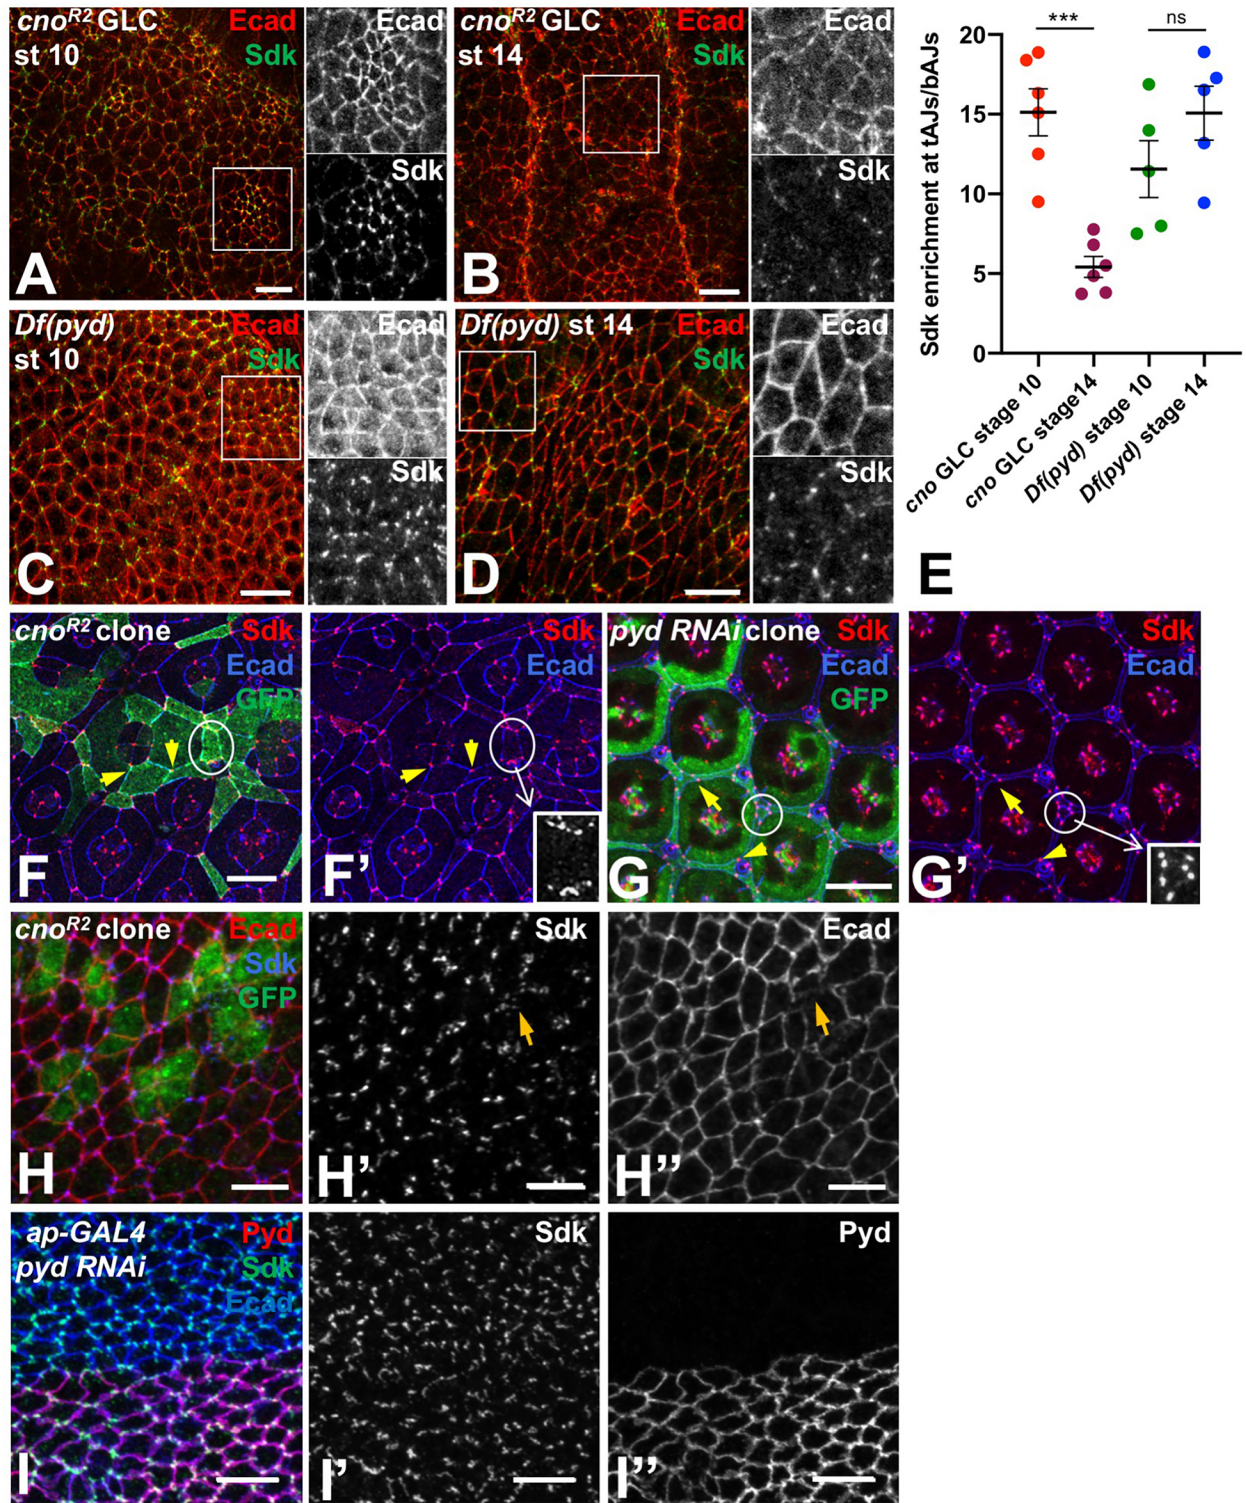 cnoR2 GLC
st 10
Ecad
Sdk
A
Ecad
Sdk
cnoR2 GLC
st 14
Ecad
Sdk
B
Ecad
Sdk
Df(pyd)
st 10
Ecad
Sdk
C
Ecad
Sdk
Df(pyd) st 14
Ecad
Sdk
D
Ecad
Sdk
Sdk enrichment at tAJs/bAJs
20
15
10
5
0
***
ns
cno GLC stage 10
cno GLC stage14
Df(pyd) stage 10
Df(pyd) stage 14
E
cnoR2 clone
Sdk
Ecad
GFP
F
Sdk
Ecad
F’
pyd RNAi clone
Sdk
Ecad
GFP
G
Sdk
Ecad
G’
cnoR2 clone
Ecad
Sdk
GFP
H
Sdk
H’
Ecad
H’’
ap-GAL4
pyd RNAi
Pyd
Sdk
Ecad
I
Sdk
I’
Pyd
I’’